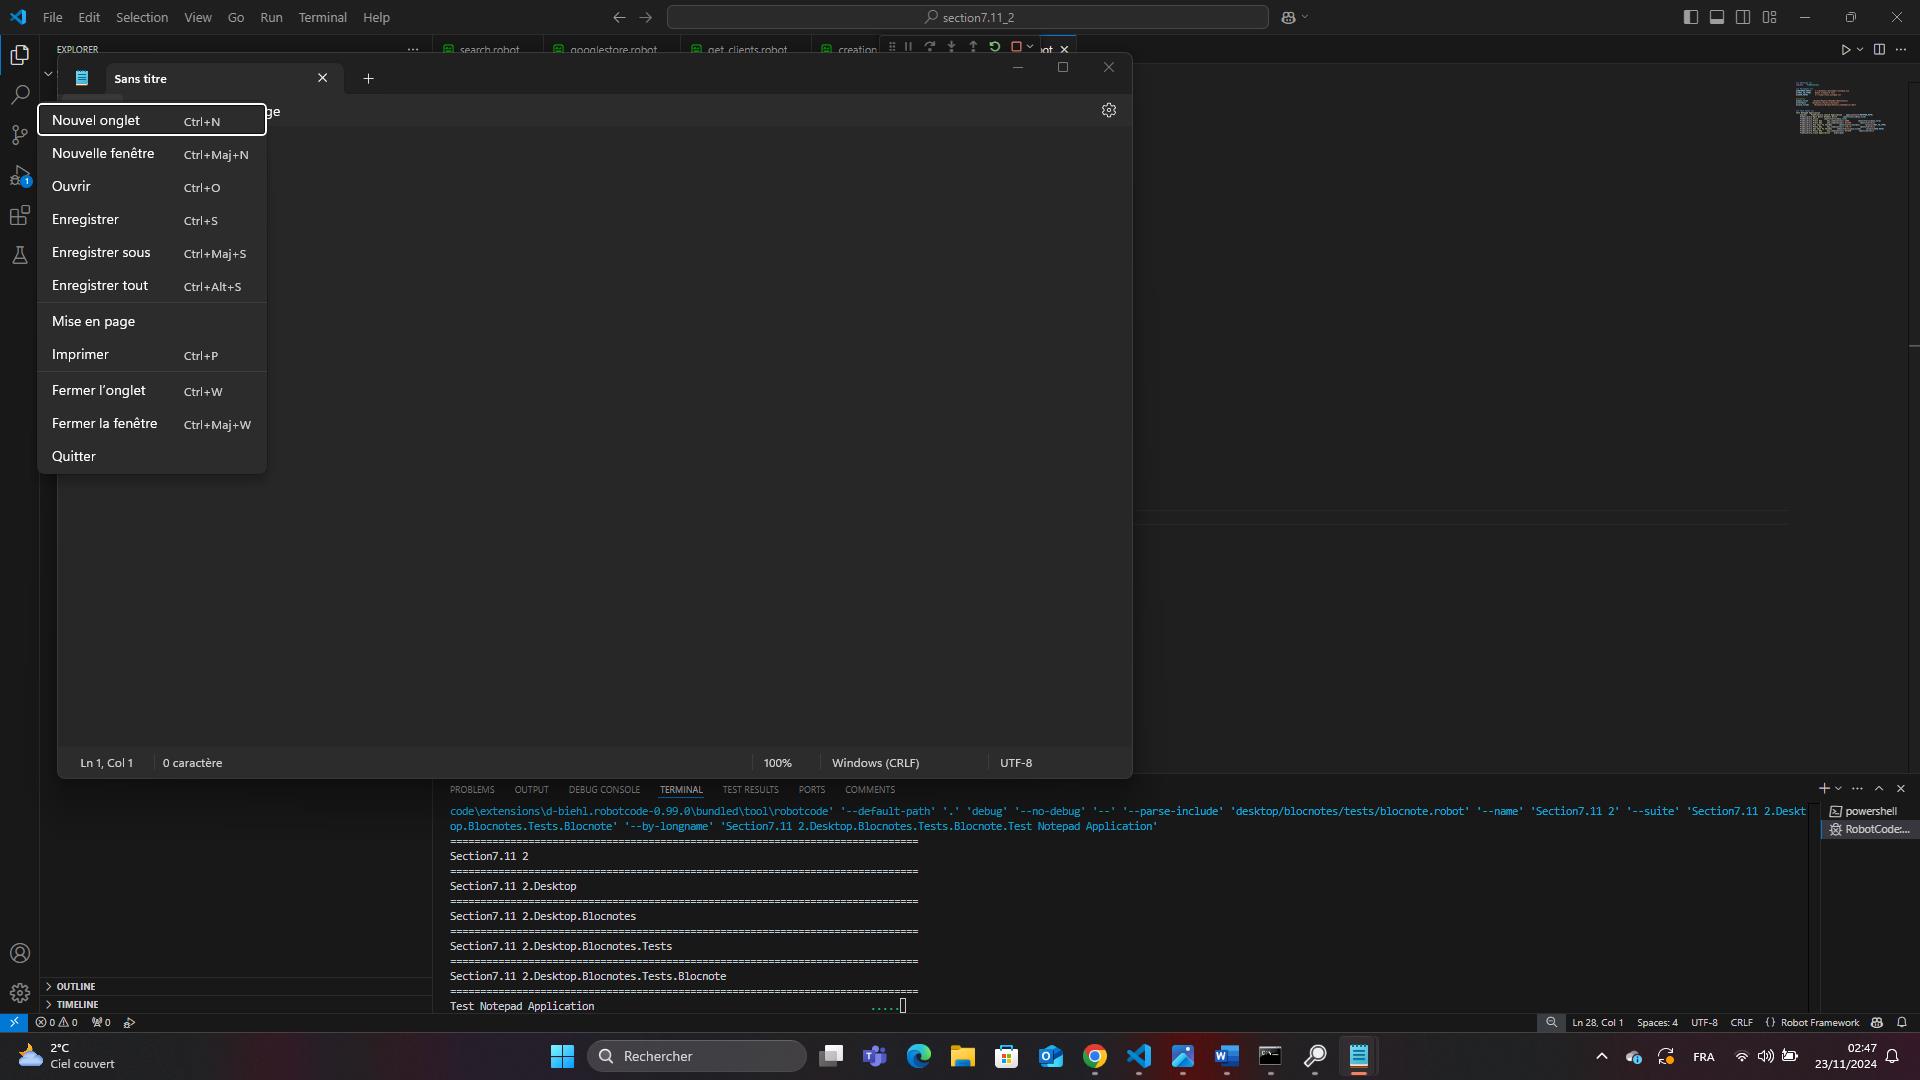 File Edit Selection View Go Run Terminal Help
section7.11_2
EXPLORER
search.robot googlestore.robot get_clients.robot creation
Sans titre
Nouvel onglet Ctrl+N
Nouvelle fenêtre Ctrl+Maj+N
Ouvrir Ctrl+O
Enregistrer Ctrl+S
Enregistrer sous Ctrl+Maj+S
Enregistrer tout Ctrl+Alt+S
Mise en page
Imprimer Ctrl+P
Fermer l'onglet Ctrl+W
Fermer la fenêtre Ctrl+Maj+W
Quitter
Ln 1, Col 1 0 caractère 100% Windows (CRLF) UTF-8
PROBLEMS OUTPUT DEBUG CONSOLE TERMINAL TEST RESULTS PORTS COMMENTS
code\extensions\d-biehl.robotcode-0.99.0\bundled\tool\robotcode' '--default-path' '.' 'debug' '--no-debug' '--' '--parse-include' 'desktop/blocnotes/tests/blocnote.robot' '--name' 'Section7.11 2' '--suite' 'Section7.11 2.Deskt
op.Blocnotes.Tests.Blocnote' '--by-longname' 'Section7.11 2.Desktop.Blocnotes.Tests.Blocnote.Test Notepad Application'
==============================================================================
Section7.11 2
==============================================================================
Section7.11 2.Desktop
==============================================================================
Section7.11 2.Desktop.Blocnotes
==============================================================================
Section7.11 2.Desktop.Blocnotes.Tests
==============================================================================
Section7.11 2.Desktop.Blocnotes.Tests.Blocnote
==============================================================================
Test Notepad Application .....
powershell
RobotCode:...
OUTLINE
TIMELINE
0 0 0
Ln 28, Col 1 Spaces: 4 UTF-8 CRLF {} Robot Framework
2°C
Ciel couvert
Rechercher
FRA
02:47
23/11/2024